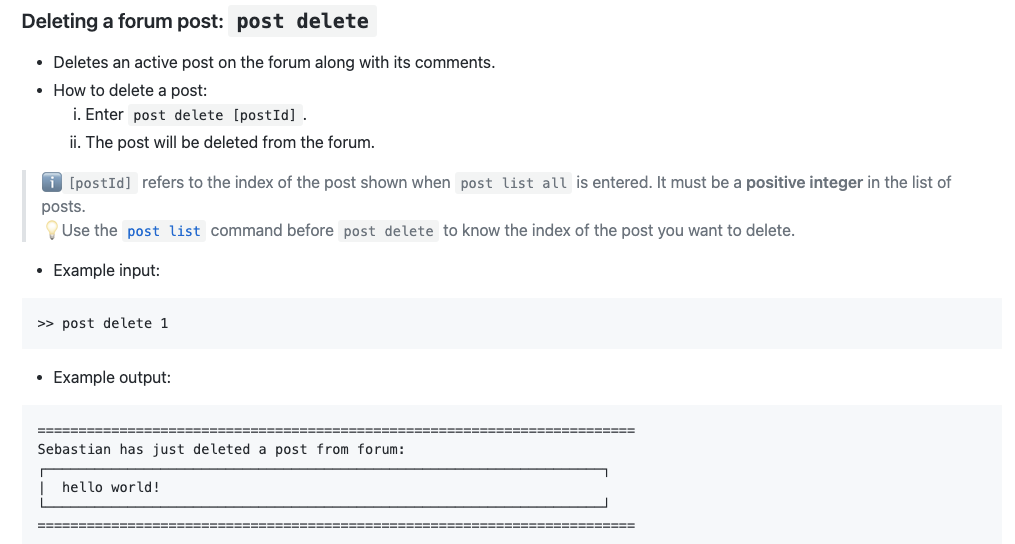 Deleting a forum post: post delete
• Deletes an active post on the forum along with its comments.
• How to delete a post:
i. Enter post delete [postId] .
ii. The post will be deleted from the forum.
ℹ️ [postId] refers to the index of the post shown when post list all is entered. It must be a positive integer in the list of
posts.
💡Use the post list command before post delete to know the index of the post you want to delete.
• Example input:
>> post delete 1
• Example output:
=========================================================================
Sebastian has just deleted a post from forum:
┌────────────────────────────────────────────────────────────────────┐
|  hello world!
└────────────────────────────────────────────────────────────────────┘
=========================================================================